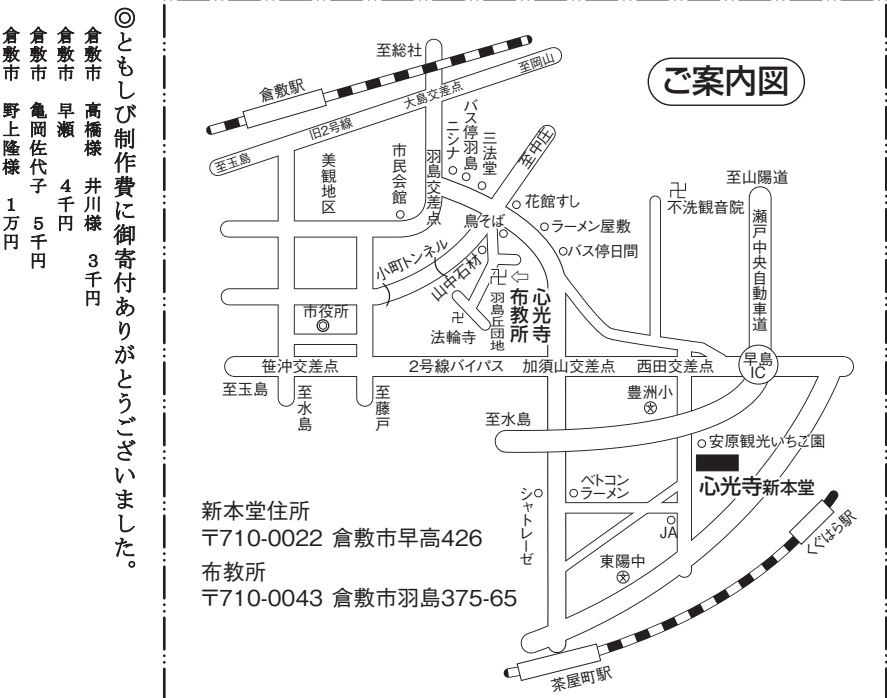 ◎ともしび制作費に御寄付ありがとうございました。
倉敷市 高橋様 井川様 3千円
倉敷市 早瀬 4千円
倉敷市 亀岡佐代子 5千円
倉敷市 野上隆様 1万円
ご案内図
至総社
至岡山
倉敷駅
大島交差点
旧2号線
至玉島
バス停羽島
ニシナ
三法堂
至中庄
美観地区
市民会館
羽島交差点
花館すし
鳥そば
ラーメン屋敷
バス停日間
卍
不洗観音院
至山陽道
瀬戸中央自動車道
小町トンネル
山中石材
卍⇦
心光寺
布教所
羽島丘団地
卍
法輪寺
市役所
笹沖交差点
2号線バイパス
加須山交差点
西田交差点
早島
IC
至玉島
至水島
至藤戸
豊洲小
至水島
安原観光いちご園
心光寺新本堂
ベトコン
ラーメン
シャトレーゼ
JA
東陽中
くぐはら駅
茶屋町駅
新本堂住所
〒710-0022 倉敷市早高426
布教所
〒710-0043 倉敷市羽島375-65